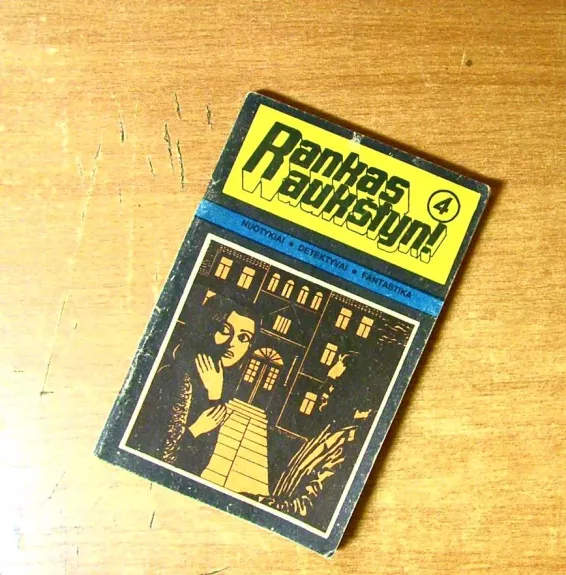 Rankas
aukštyn!
4
NUOTYKIAI • DETEKTYVAI • FANTASTIKA